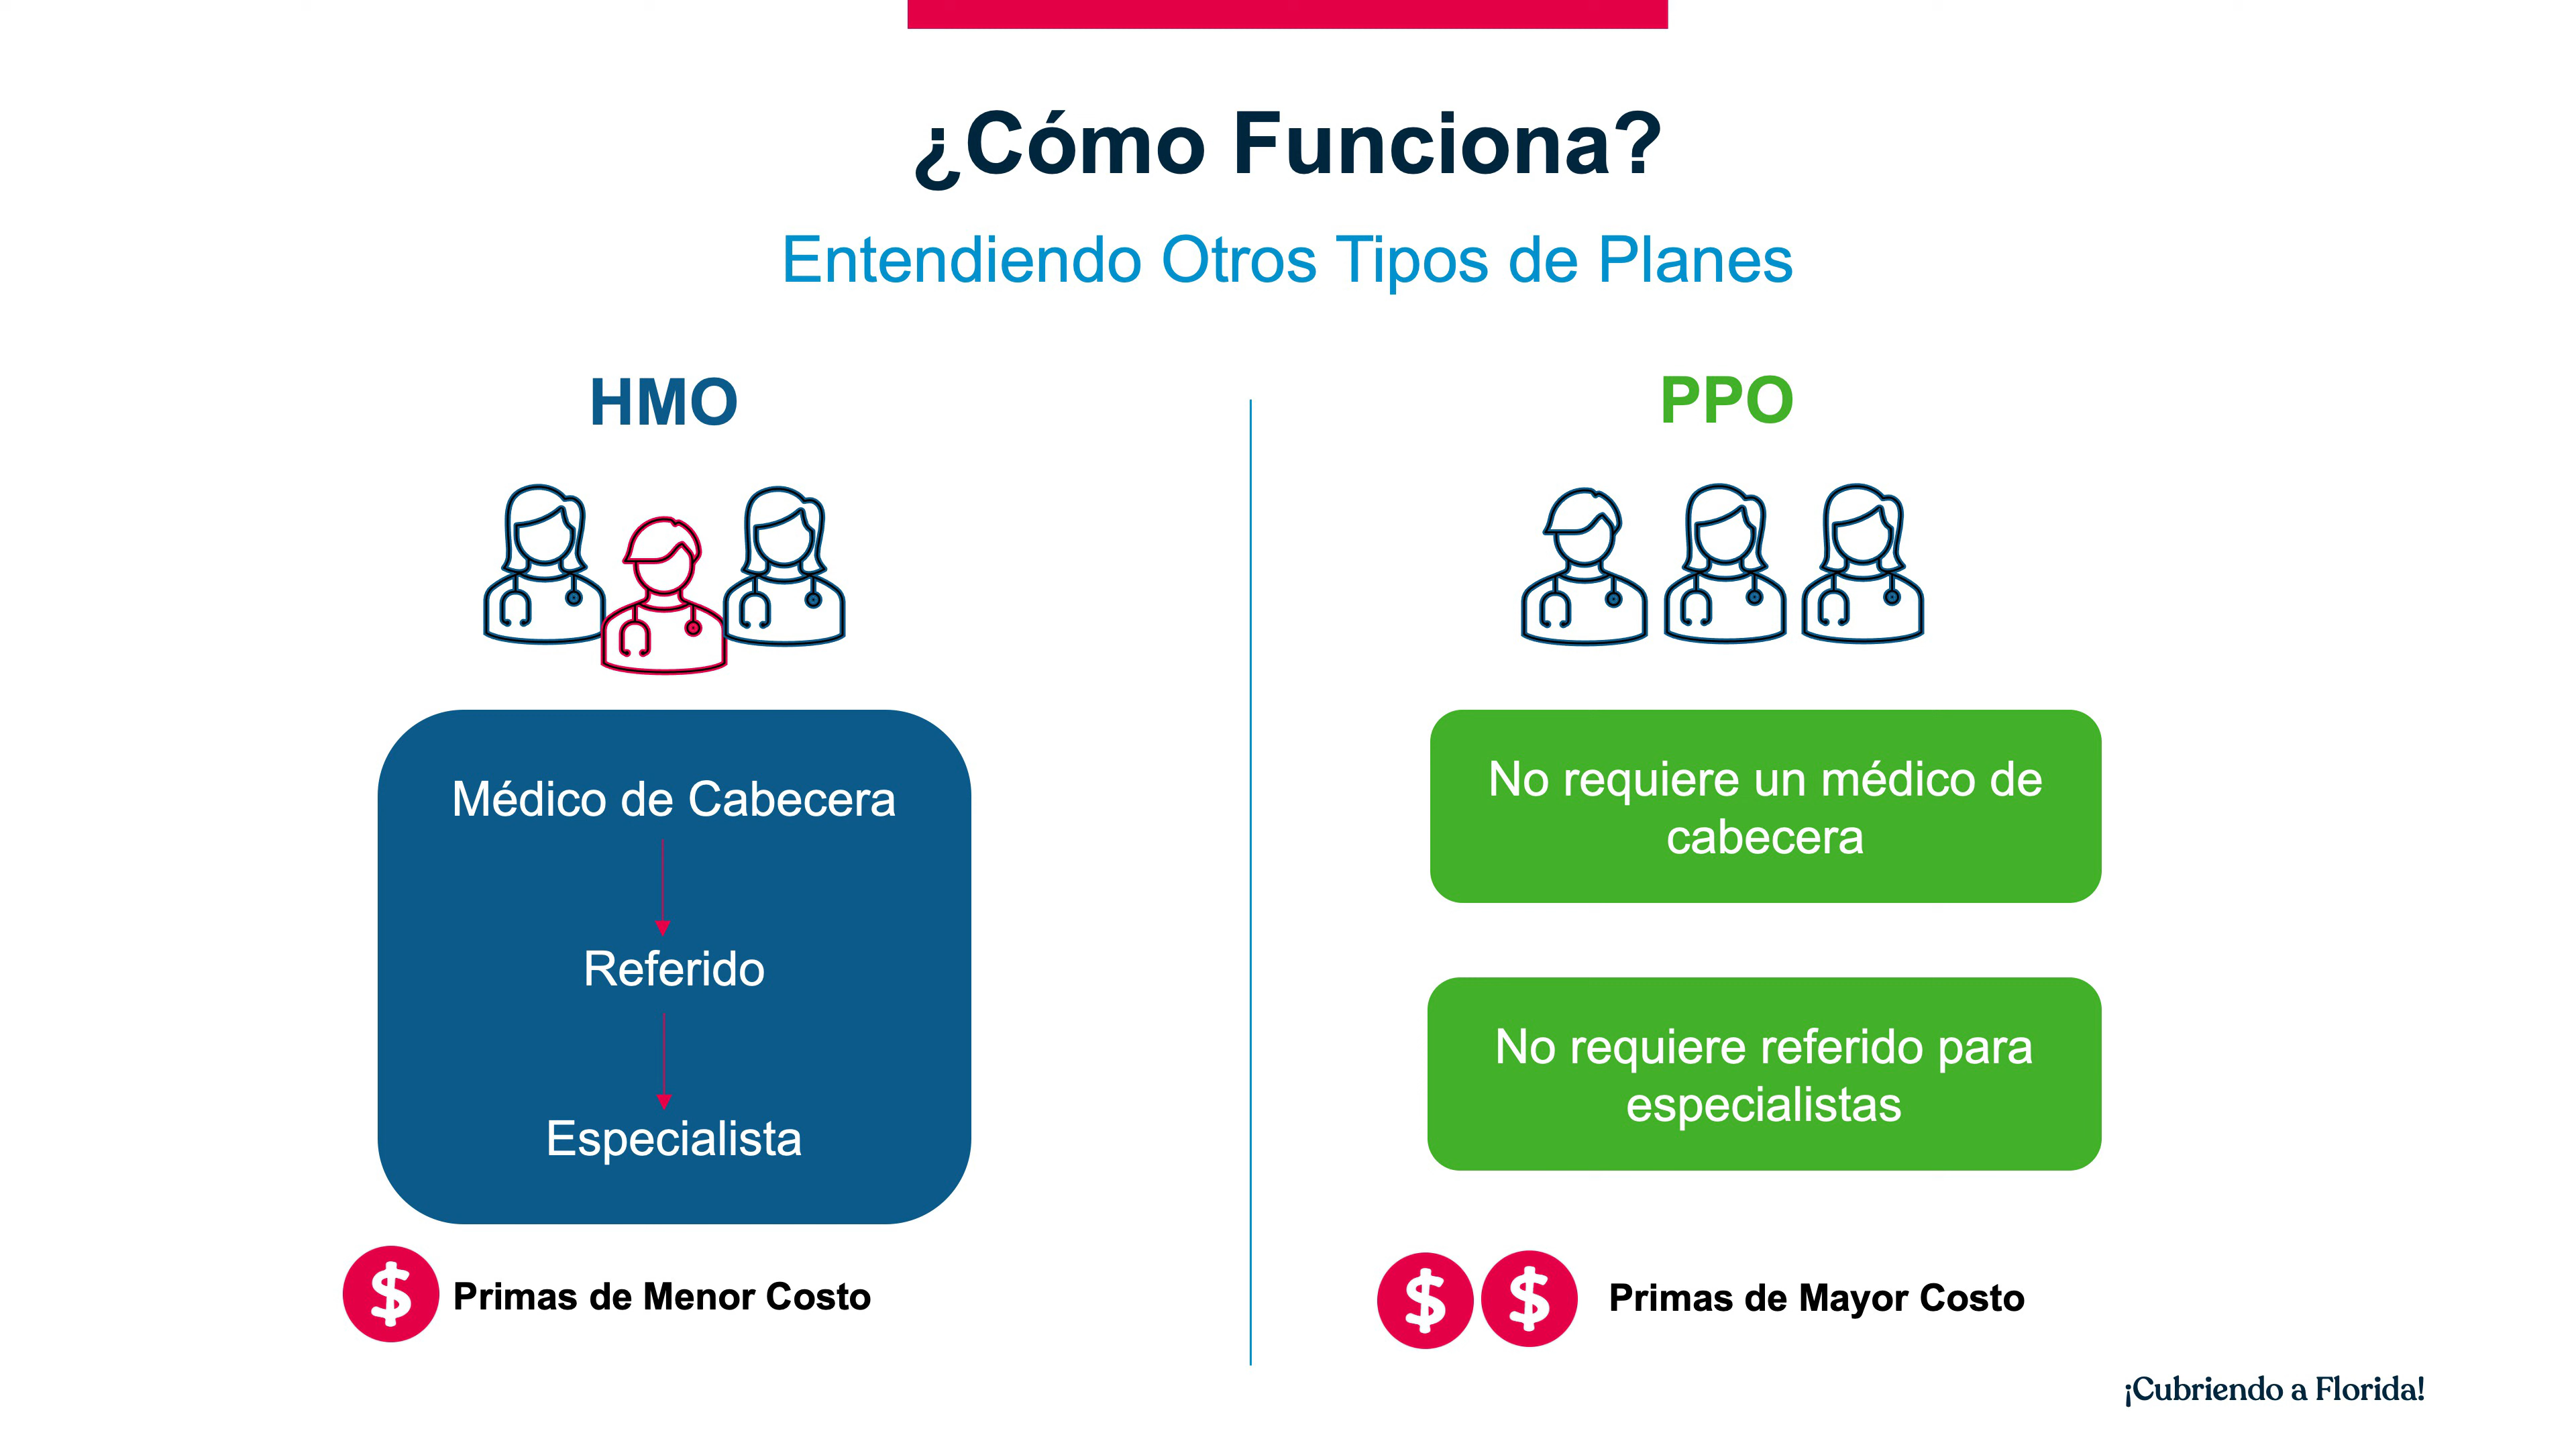 ¿Cómo Funciona?
Entendiendo Otros Tipos de Planes
HMO
Médico de Cabecera
Referido
Especialista
$ Primas de Menor Costo
PPO
No requiere un médico de
cabecera
No requiere referido para
especialistas
$ $ Primas de Mayor Costo
¡Cubriendo a Florida!